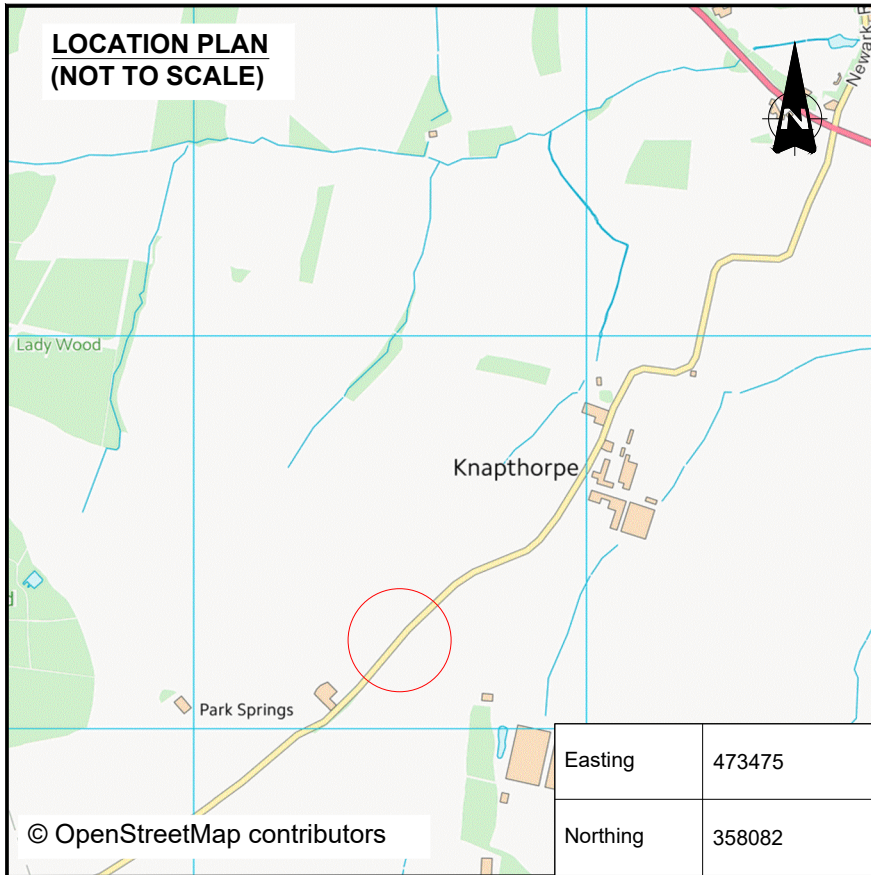 LOCATION PLAN
(NOT TO SCALE)
N
Lady Wood
Knapthorpe
Park Springs
Easting 473475
Northing 358082
© OpenStreetMap contributors